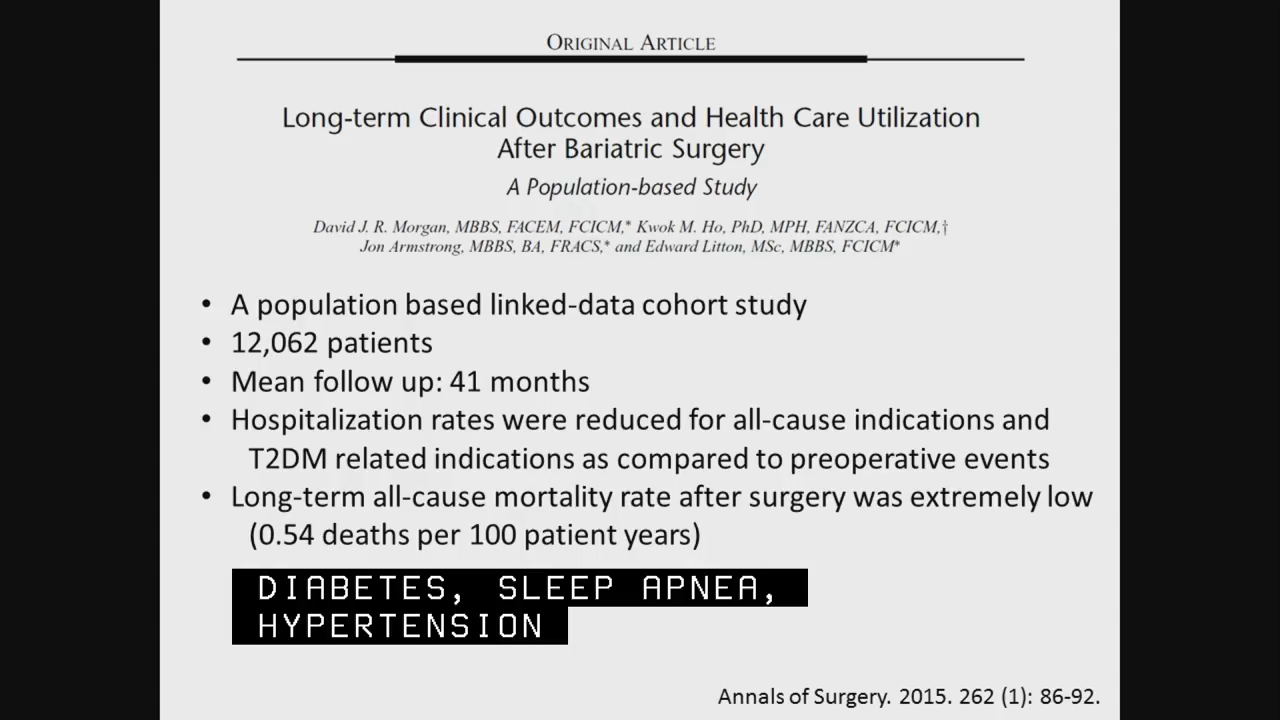 ORIGINAL ARTICLE
Long-term Clinical Outcomes and Health Care Utilization
After Bariatric Surgery
A Population-based Study
David J. R. Morgan, MBBS, FACEM, FCICM,* Kwok M. Ho, PhD, MPH, FANZCA, FCICM,†
Jon Armstrong, MBBS, BA, FRACS,* and Edward Litton, MSc, MBBS, FCICM*
• A population based linked-data cohort study
• 12,062 patients
• Mean follow up: 41 months
• Hospitalization rates were reduced for all-cause indications and
T2DM related indications as compared to preoperative events
• Long-term all-cause mortality rate after surgery was extremely low
(0.54 deaths per 100 patient years)
DIABETES, SLEEP APNEA,
HYPERTENSION
Annals of Surgery. 2015. 262 (1): 86-92.